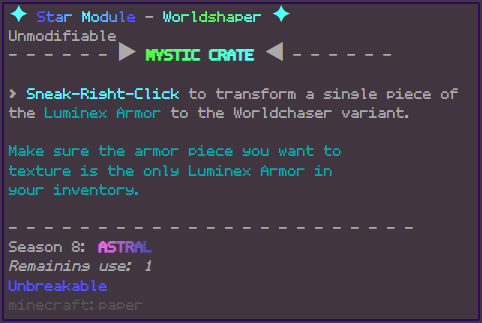 ✦ Star Module - Worldshaper ✦
Unmodifiable
- - - - - - ▶ MYSTIC CRATE ◀ - - - - - -
› Sneak-Right-Click to transform a single piece of
the Luminex Armor to the Worldchaser variant.
Make sure the armor piece you want to
texture is the only Luminex Armor in
your inventory.
- - - - - - - - - - - - - - - - - - - - - - - -
Season 8: ASTRAL
Remaining use: 1
Unbreakable
minecraft:paper